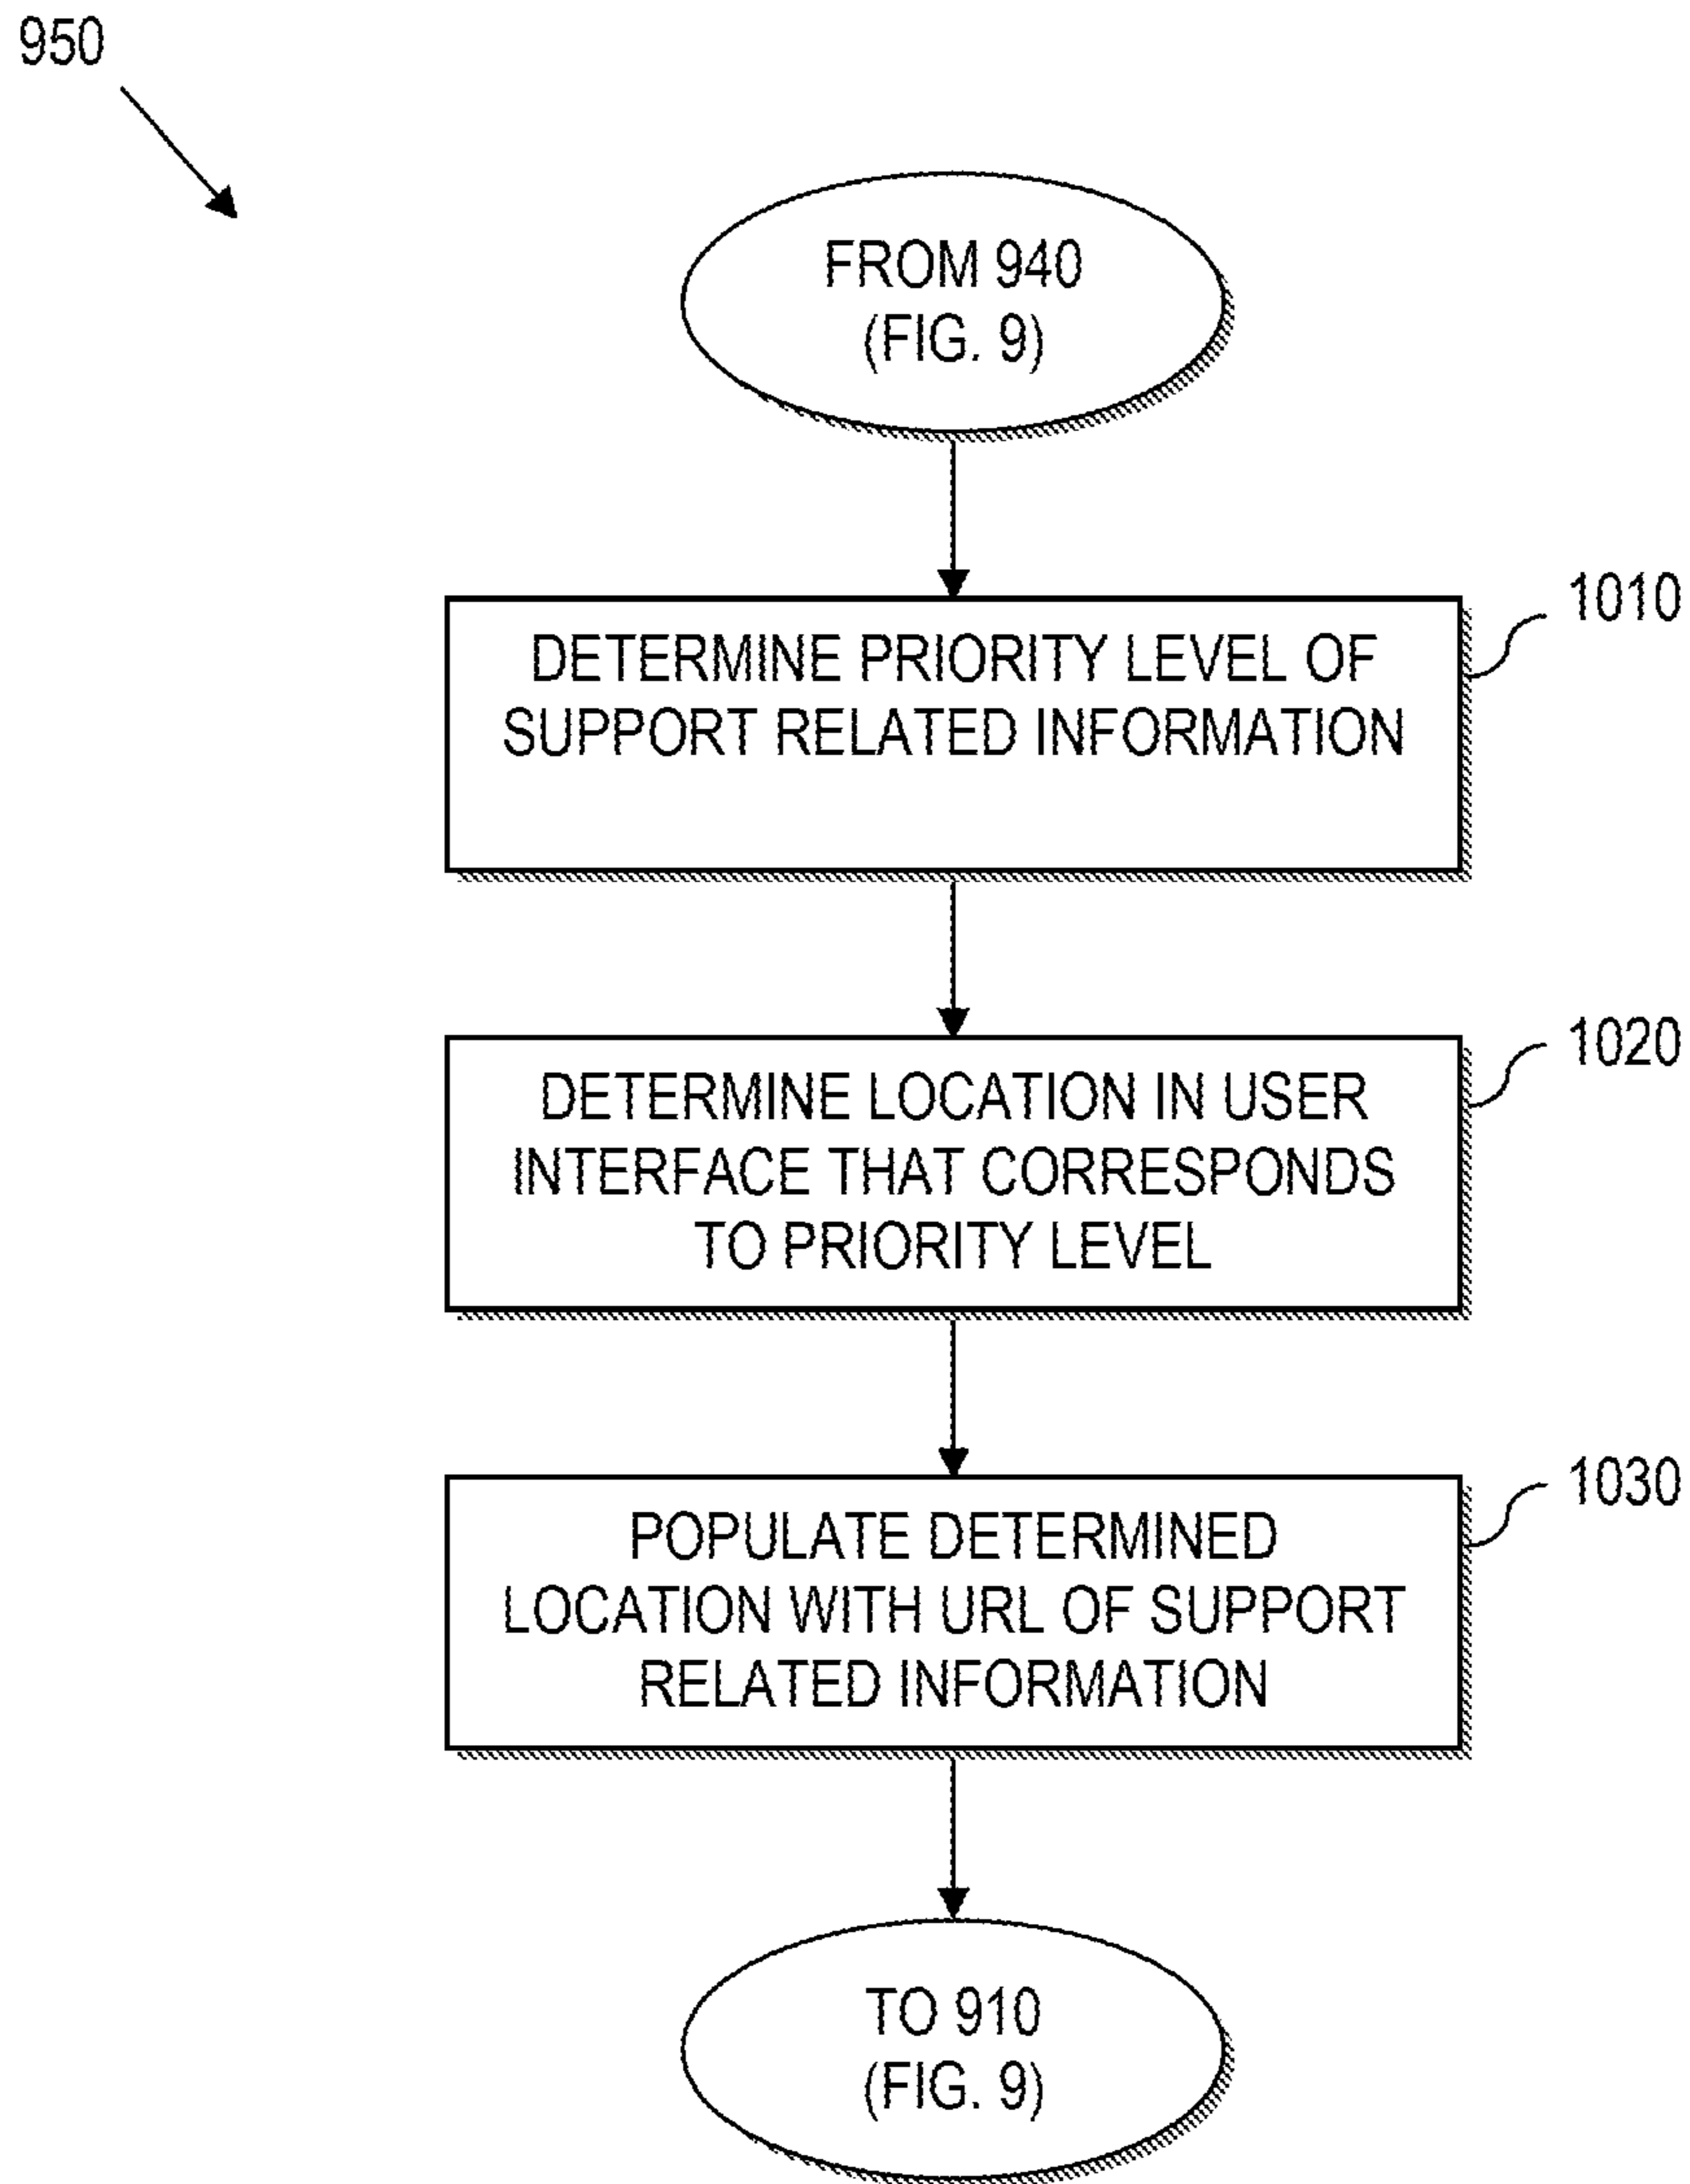 950
FROM 940
(FIG. 9)
1010
DETERMINE PRIORITY LEVEL OF
SUPPORT RELATED INFORMATION
1020
DETERMINE LOCATION IN USER
INTERFACE THAT CORRESPONDS
TO PRIORITY LEVEL
1030
POPULATE DETERMINED
LOCATION WITH URL OF SUPPORT
RELATED INFORMATION
TO 910
(FIG. 9)